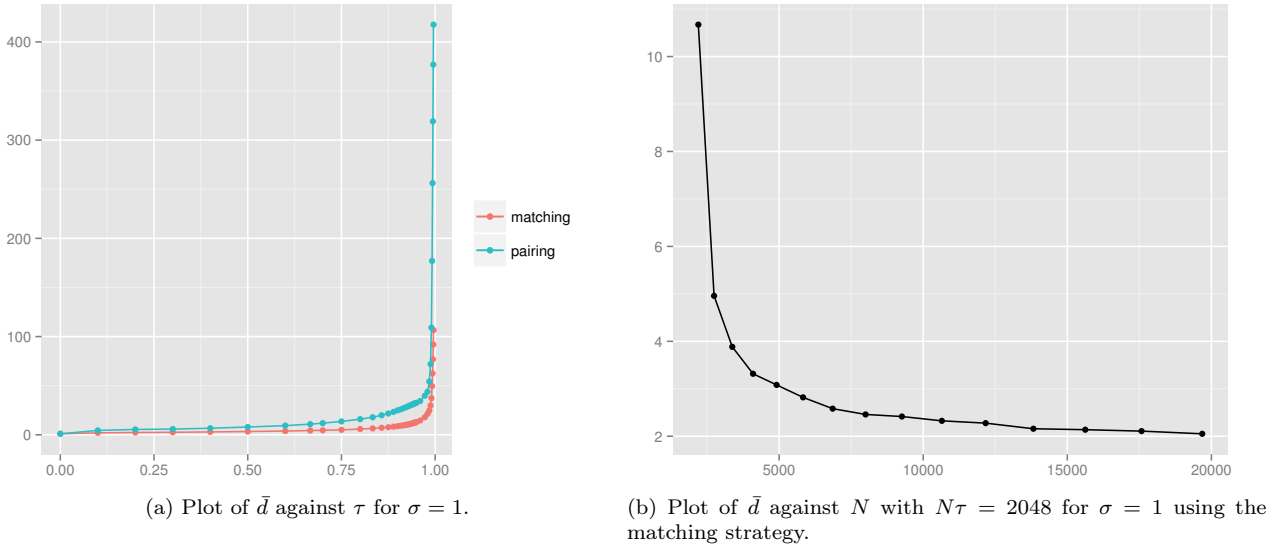 400
300
200
100
0
0.00 0.25 0.50 0.75 1.00
matching
pairing
(a) Plot of d̄ against τ for σ = 1.
10
8
6
4
2
5000 10000 15000 20000
(b) Plot of d̄ against N with Nτ = 2048 for σ = 1 using the
matching strategy.